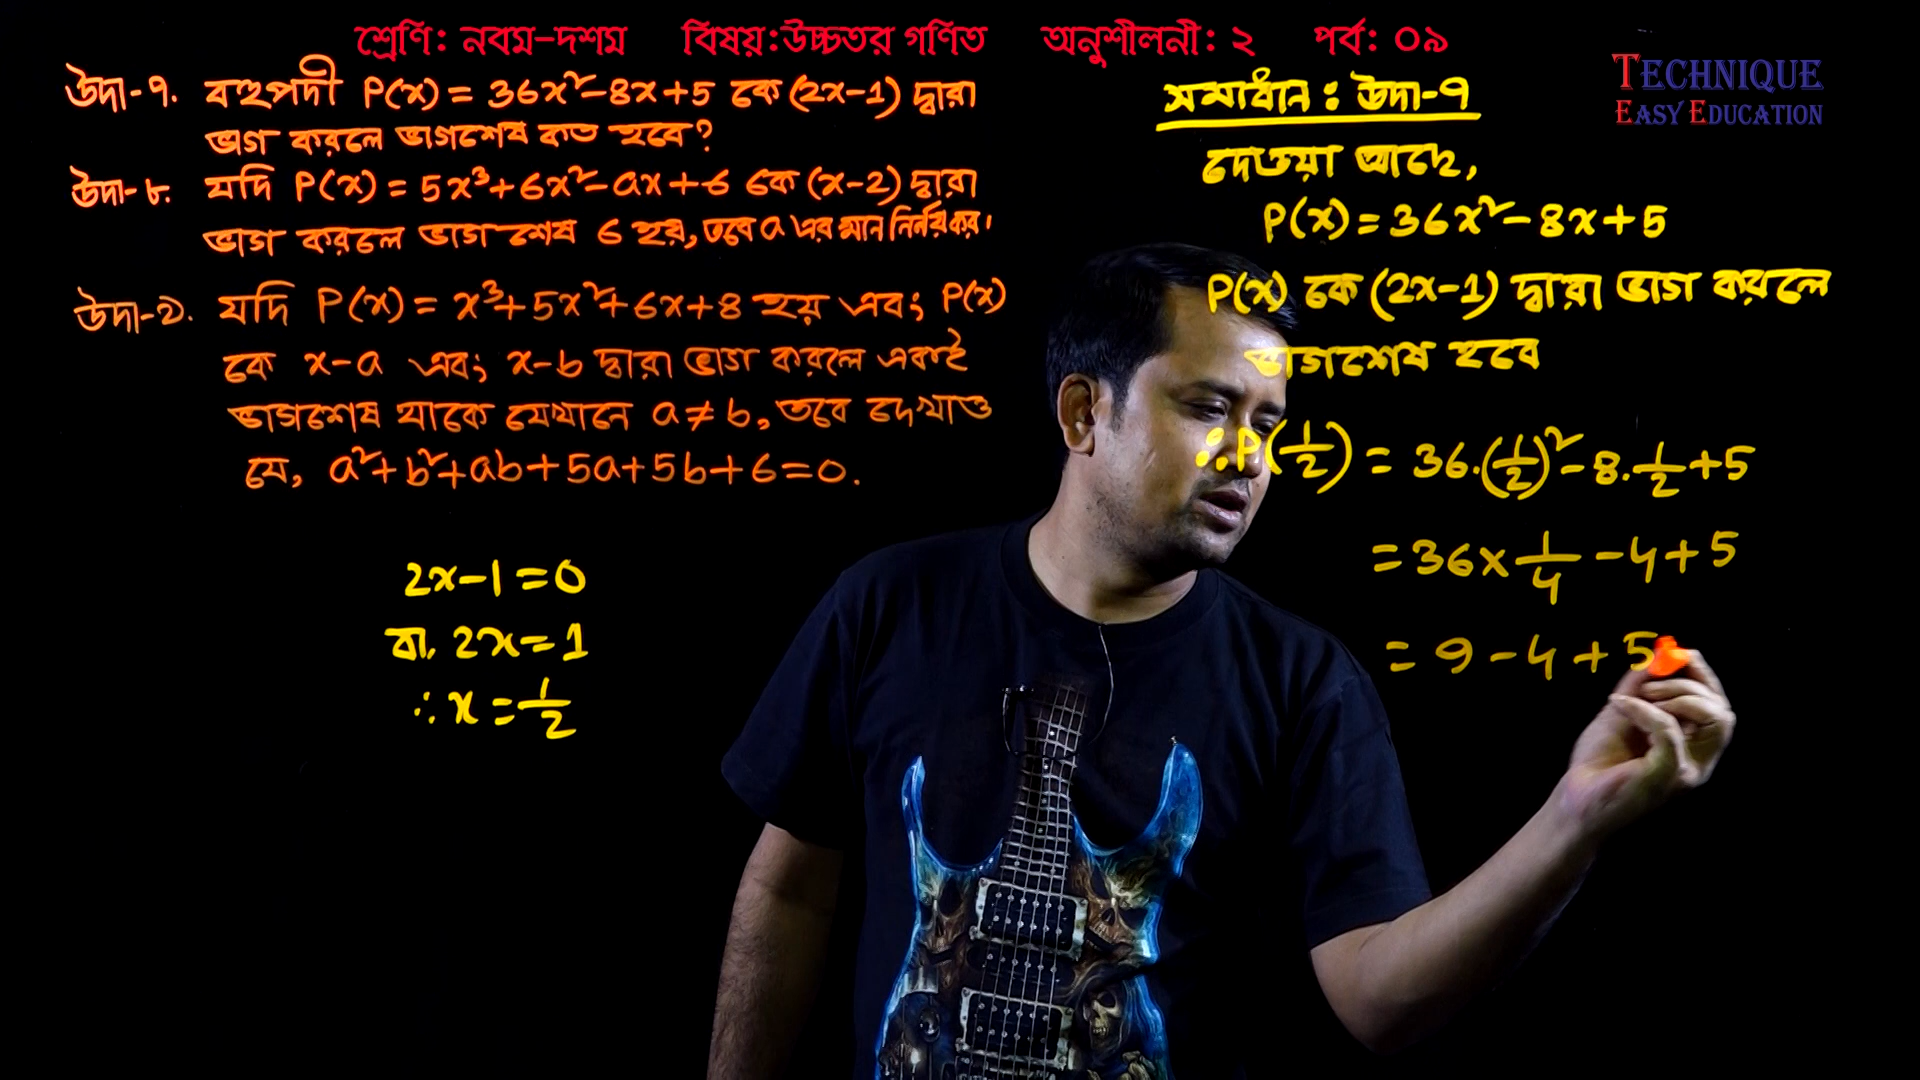 শ্রেণি: নবম-দশম বিষয়:উচ্চতর গণিত অনুশীলনী: ২ পর্ব: ০৯
TECHNIQUE
EASY EDUCATION
উদা-৭. বহুপদী P(x) = 36x²-8x+5 কে (2x-1) দ্বারা
ভাগ করলে ভাগশেষ কত হবে?
উদা-৮. যদি P(x) = 5x³+6x²-ax+6 কে (x-2) দ্বারা
ভাগ করলে ভাগশেষ 6 হয়, তবে a এর মান নির্নয় কর।
উদা-৯. যদি P(x) = x³+5x²+6x+8 হয় এবং P(x)
কে x-a এবং x-b দ্বারা ভাগ করলে একই
ভাগশেষ থাকে যেখানে a≠b, তবে দেখাও
যে, a²+b²+ab+5a+5b+6=0.
2x-1=0
বা, 2x=1
∴ x=1/2
সমাধান: উদা-৭
দেওয়া আছে,
P(x)=36x²-8x+5
P(x) কে (2x-1) দ্বারা ভাগ করলে
ভাগশেষ হবে
∴P(1/2) = 36.(1/2)²-8.1/2+5
=36×1/4-4+5
= 9-4+5